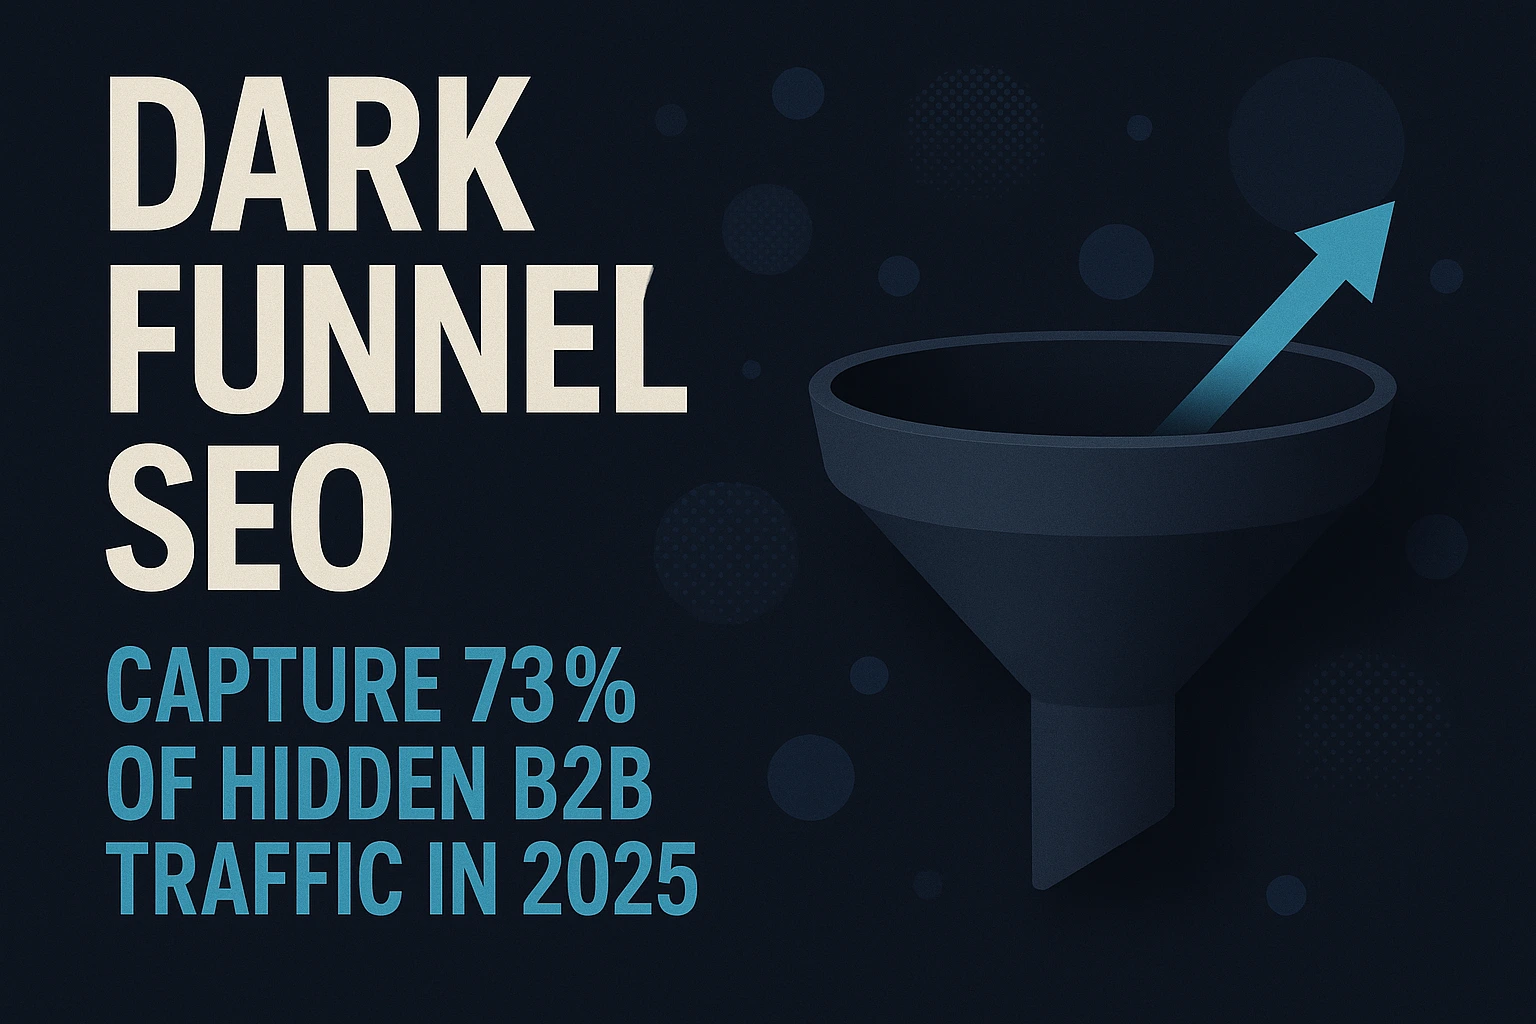 DARK
FUNNEL
SEO
CAPTURE 73%
OF HIDDEN B2B
TRAFFIC IN 2025